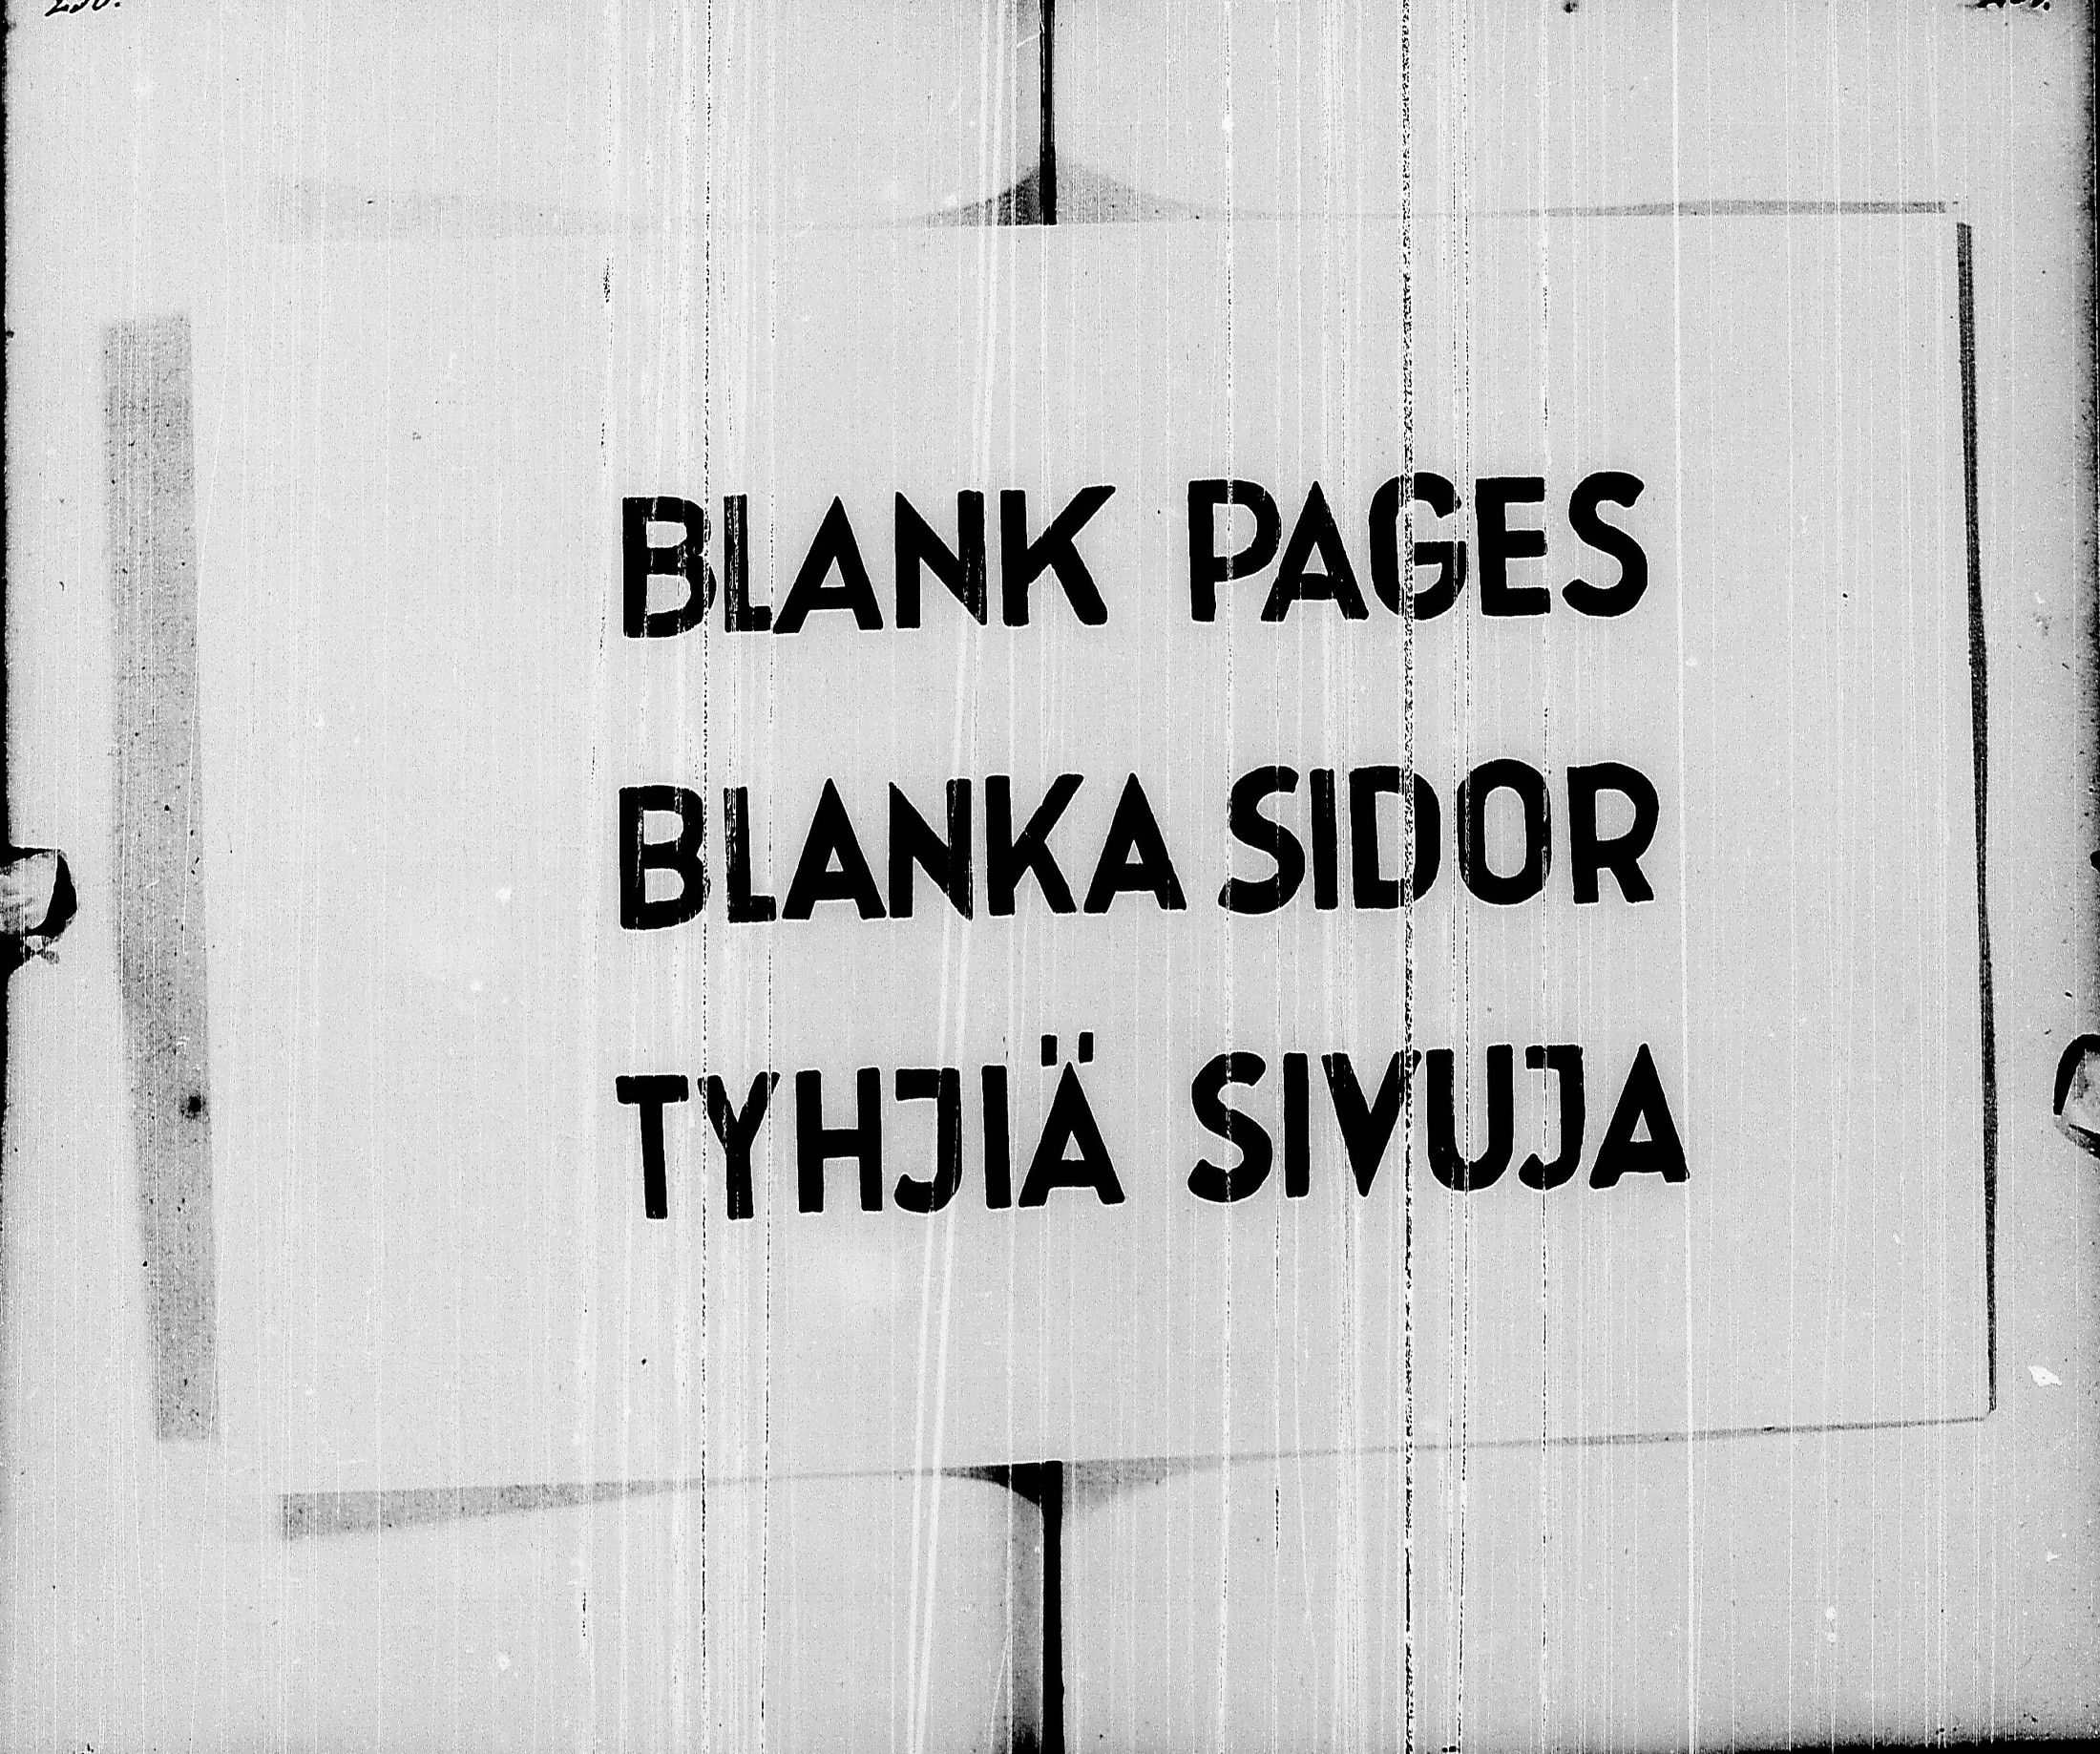 BLANK PAGES
BLANKA SIDOR
TYHJIÄ SIVUJA